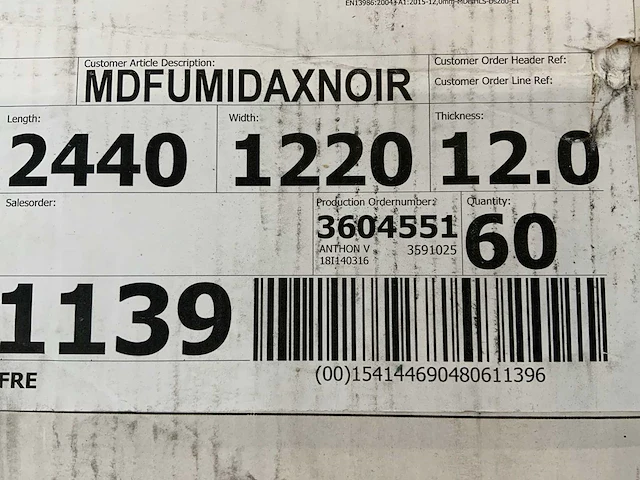 Customer Article Description:
MDFUMIDAXNOIR
Customer Order Header Ref:
Customer Order Line Ref:
Length:
2440
Width:
1220
Thickness:
12.0
Salesorder:
Production Ordernumber:
3604551
ANTHON V 3591025
18I140316
Quantity:
60
1139
FRE
(00)154144690480611396